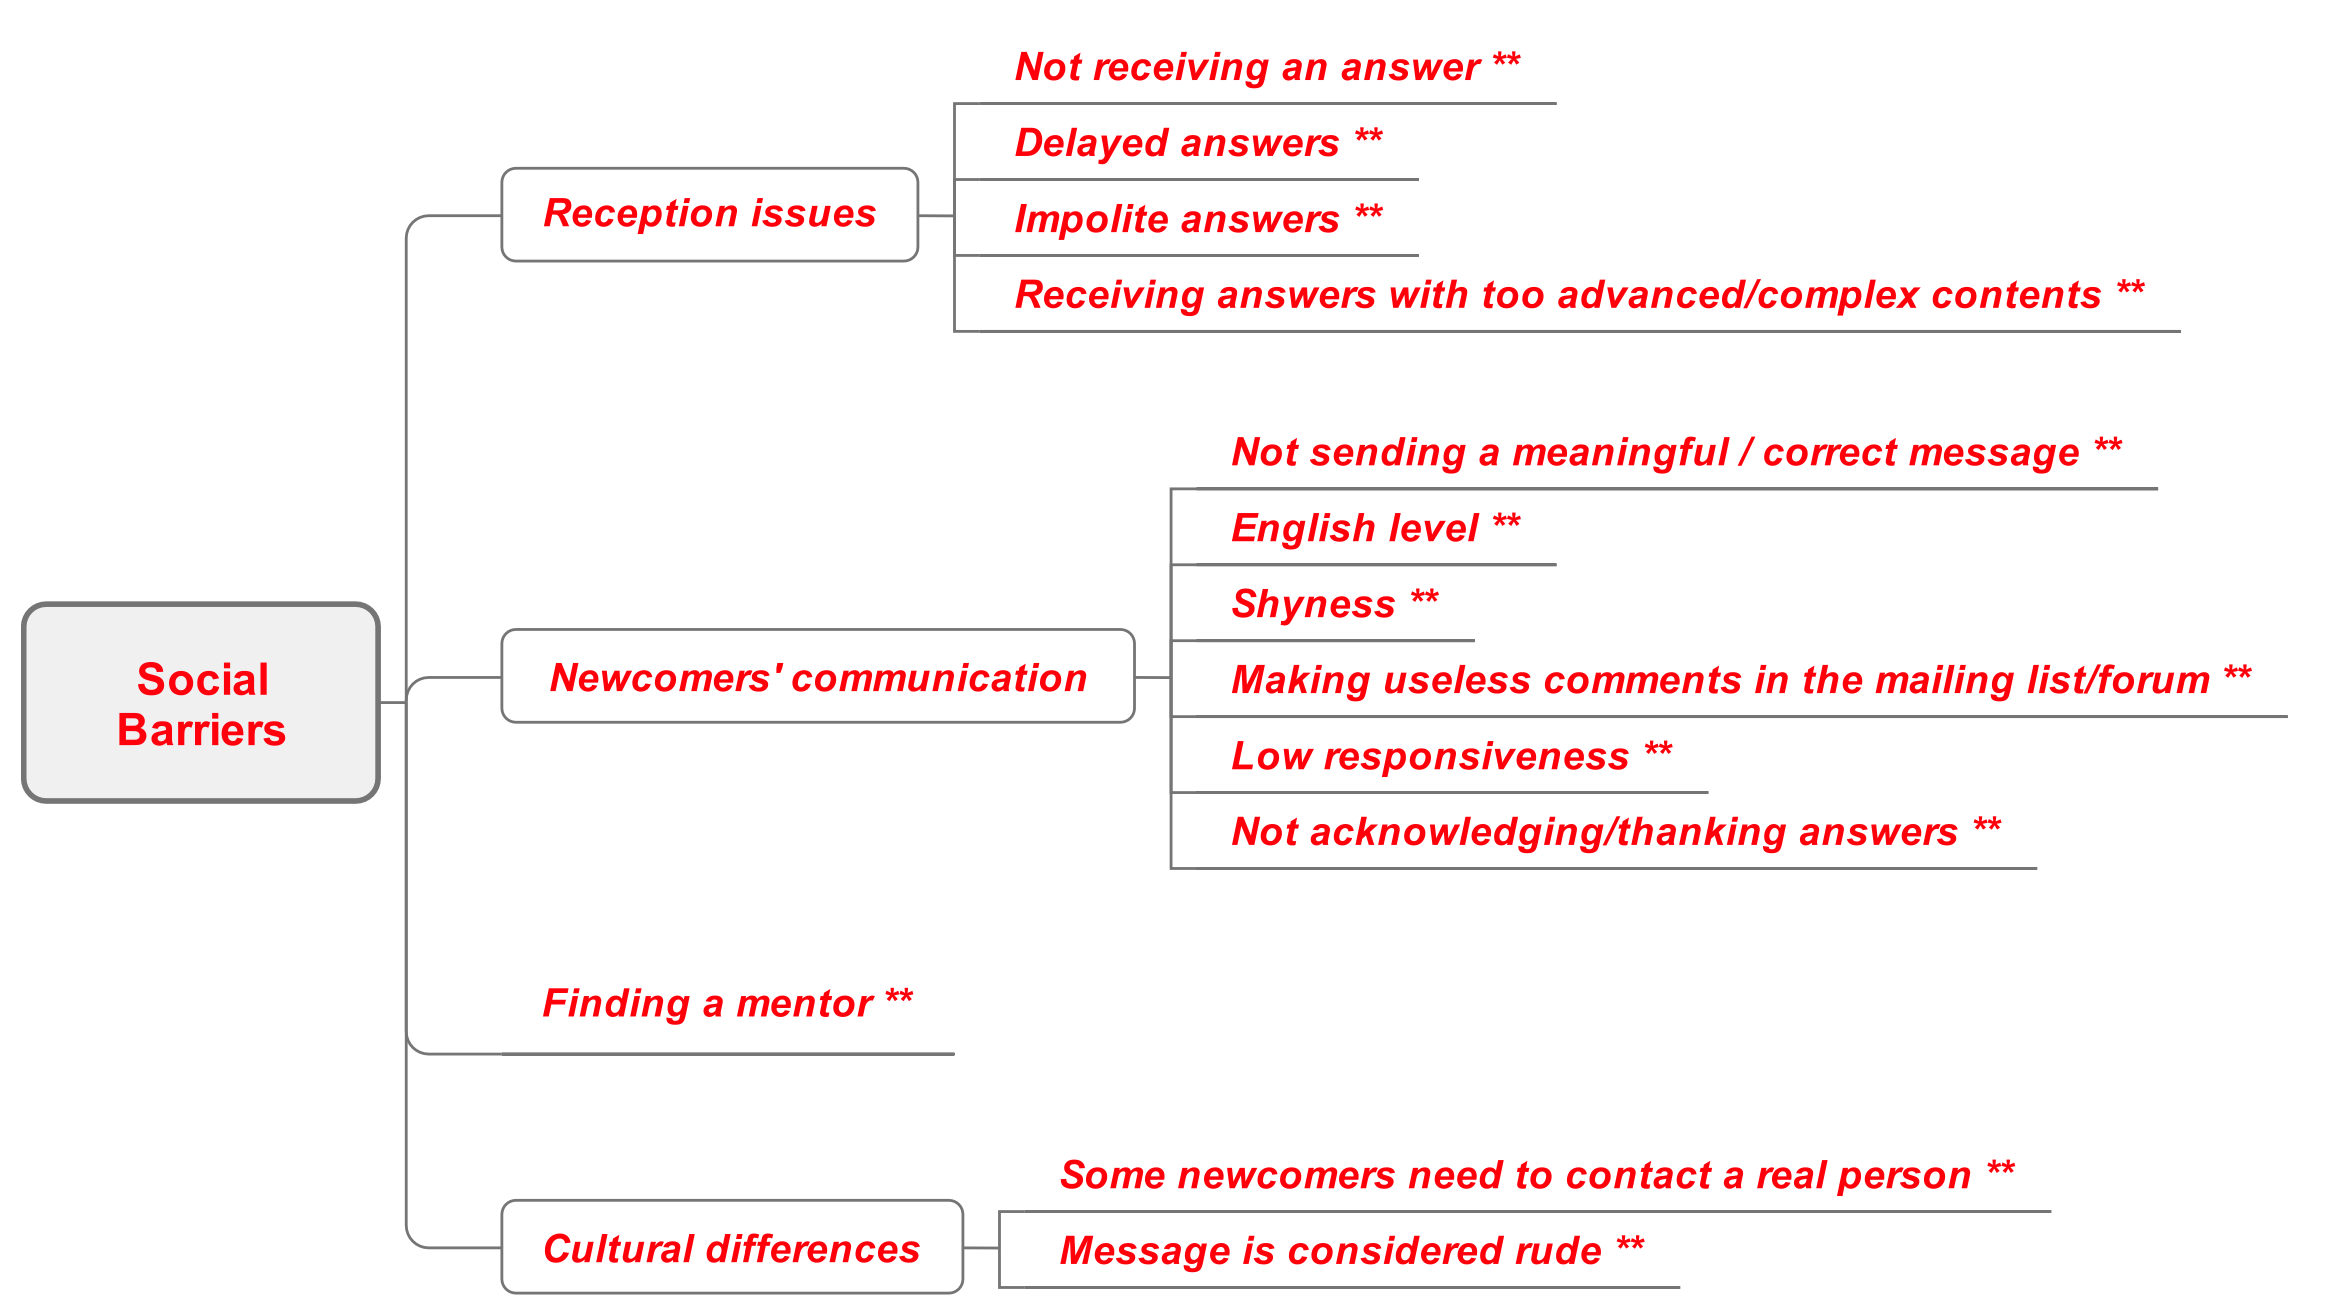 Social
Barriers
Reception issues
Not receiving an answer **
Delayed answers **
Impolite answers **
Receiving answers with too advanced/complex contents **
Newcomers' communication
Not sending a meaningful / correct message **
English level **
Shyness **
Making useless comments in the mailing list/forum **
Low responsiveness **
Not acknowledging/thanking answers **
Finding a mentor **
Cultural differences
Some newcomers need to contact a real person **
Message is considered rude **